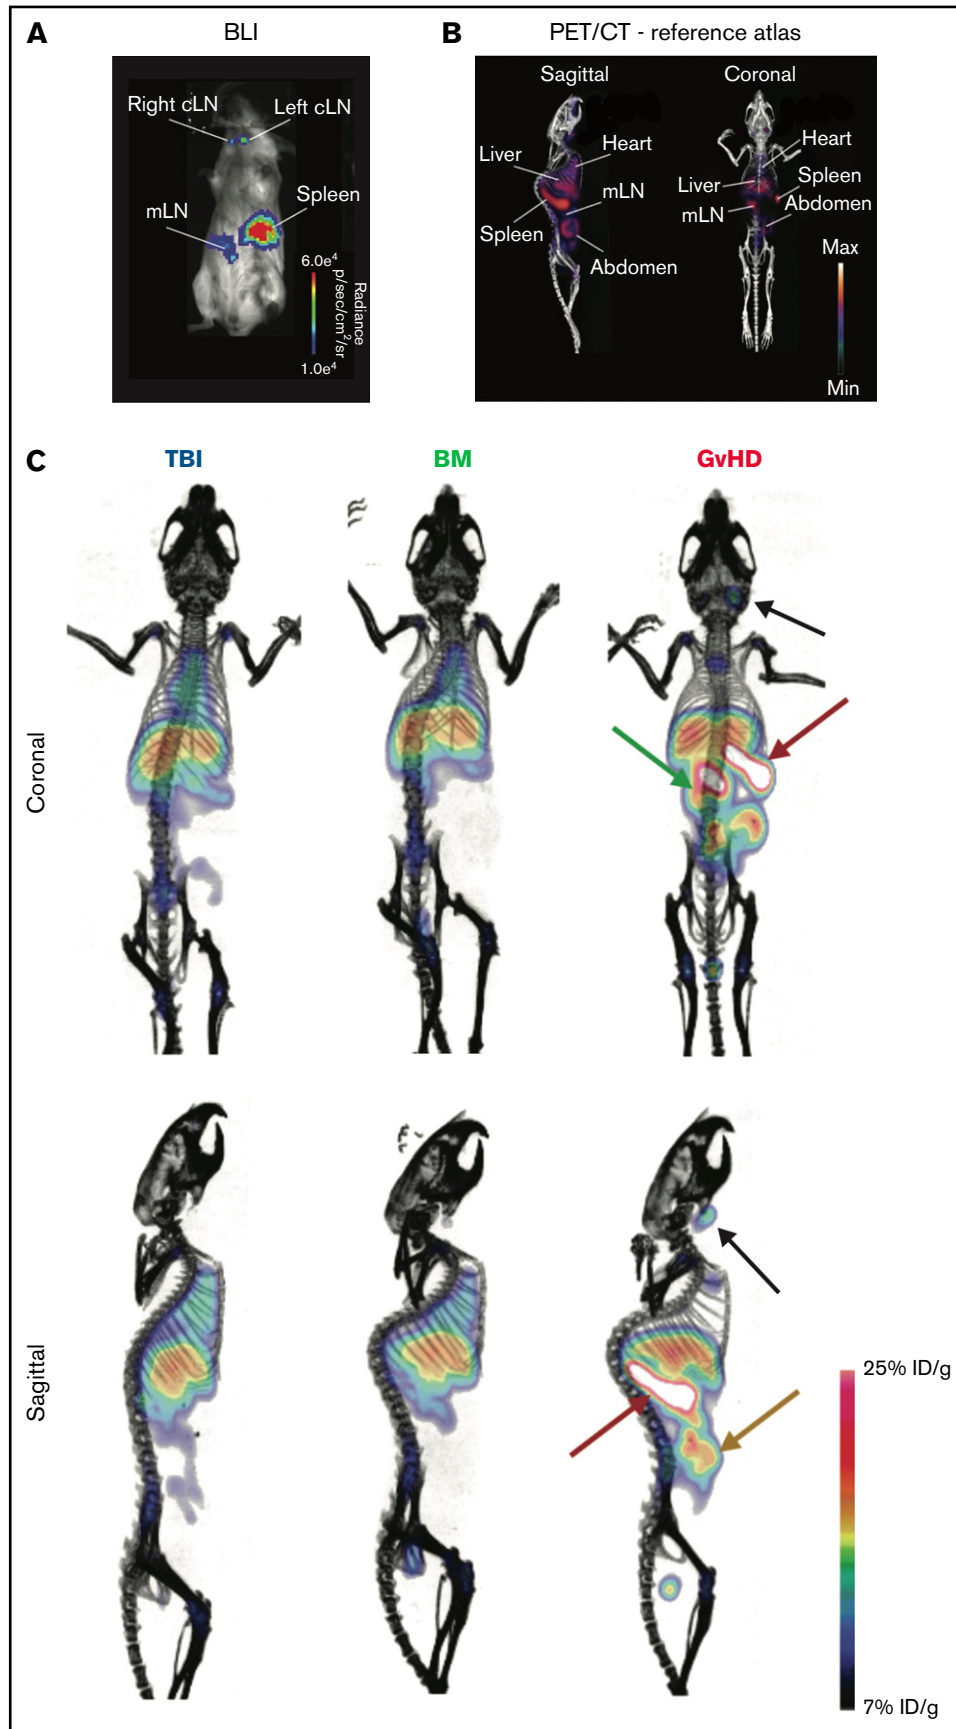 A
BLI
Right cLN
Left cLN
mLN
Spleen
6.0e⁴
1.0e⁴
Radiance
p/sec/cm²/sr
B
PET/CT - reference atlas
Sagittal
Coronal
Liver
Heart
mLN
Spleen
Abdomen
Heart
Liver
Spleen
mLN
Abdomen
Max
Min
C
TBI
BM
GvHD
Coronal
Sagittal
25% ID/g
7% ID/g